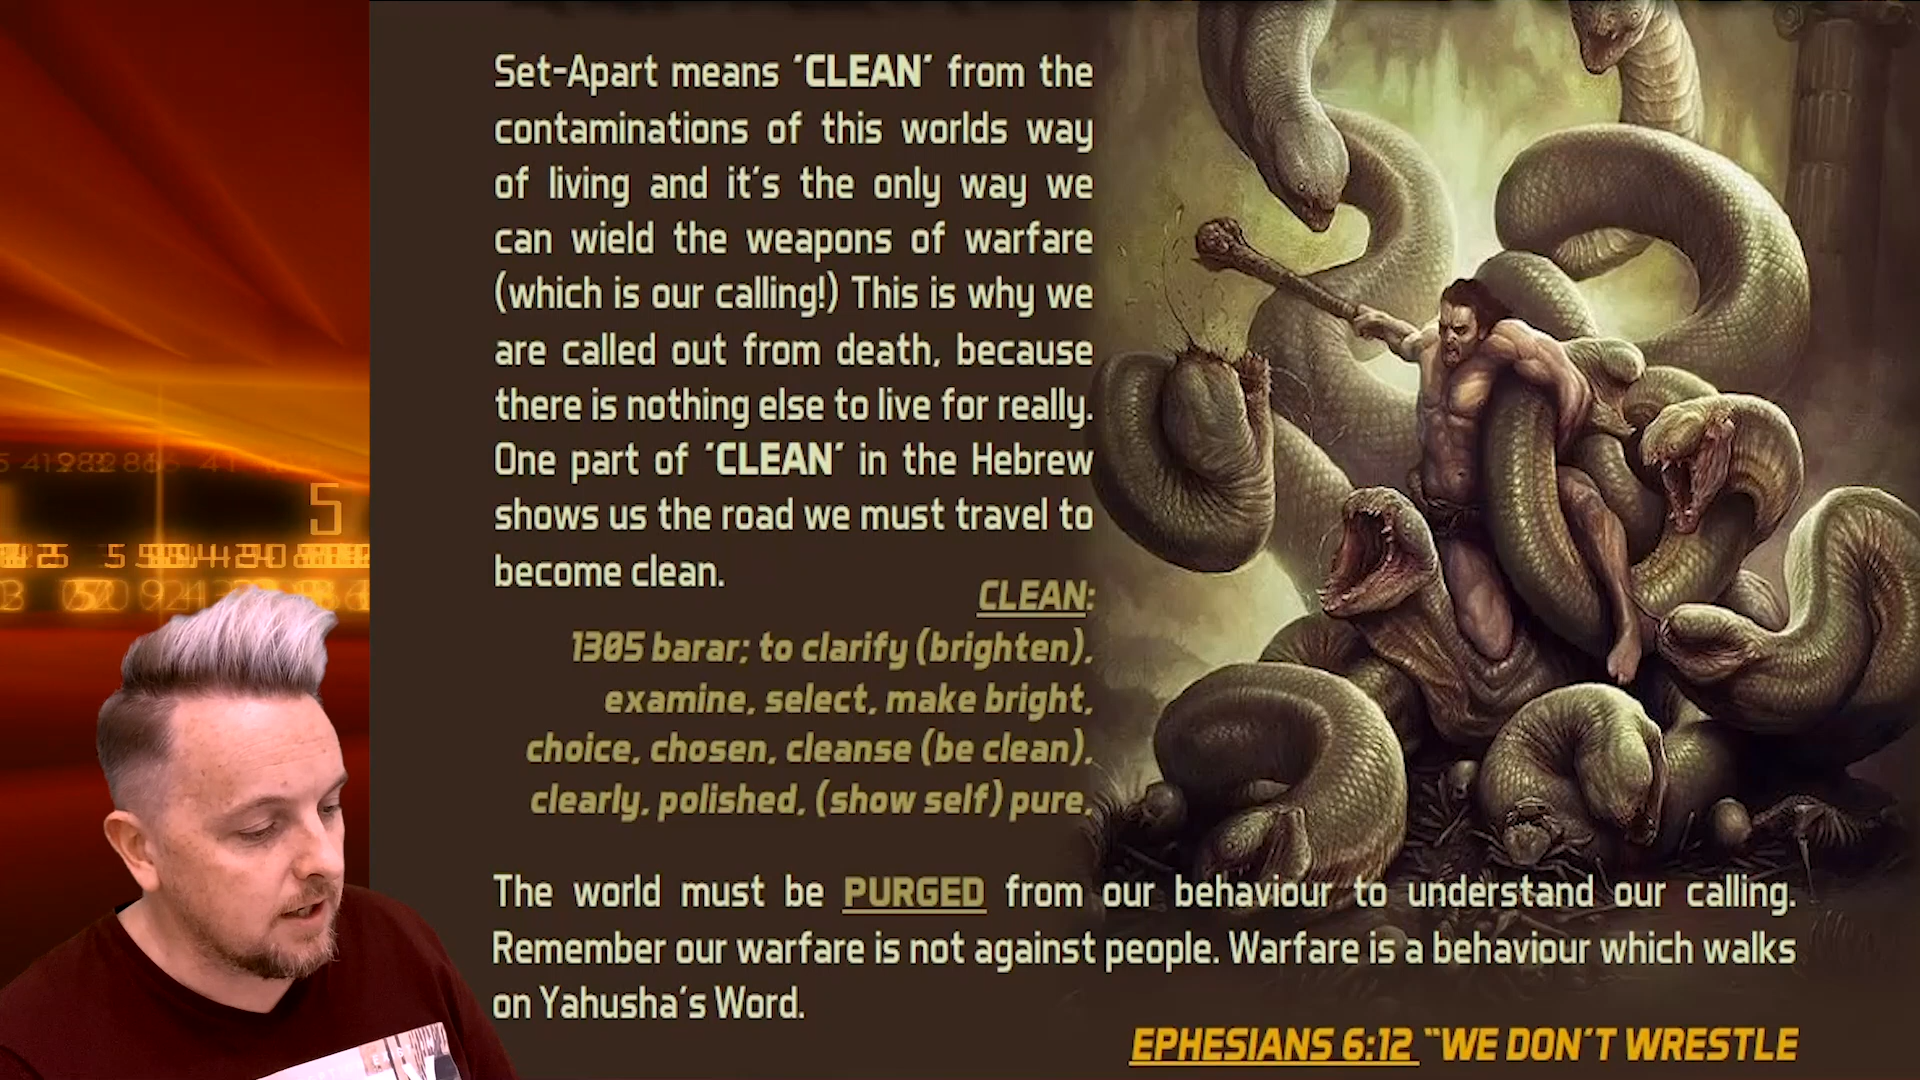 Set-Apart means 'CLEAN' from the
contaminations of this worlds way
of living and it's the only way we
can wield the weapons of warfare
(which is our calling!) This is why we
are called out from death, because
there is nothing else to live for really.
One part of 'CLEAN' in the Hebrew
shows us the road we must travel to
become clean.
CLEAN:
1305 barar; to clarify (brighten),
examine, select, make bright,
choice, chosen, cleanse (be clean),
clearly, polished, (show self) pure,
The world must be PURGED from our behaviour to understand our calling.
Remember our warfare is not against people. Warfare is a behaviour which walks
on Yahusha's Word.
EPHESIANS 6:12 "WE DON'T WRESTLE
5